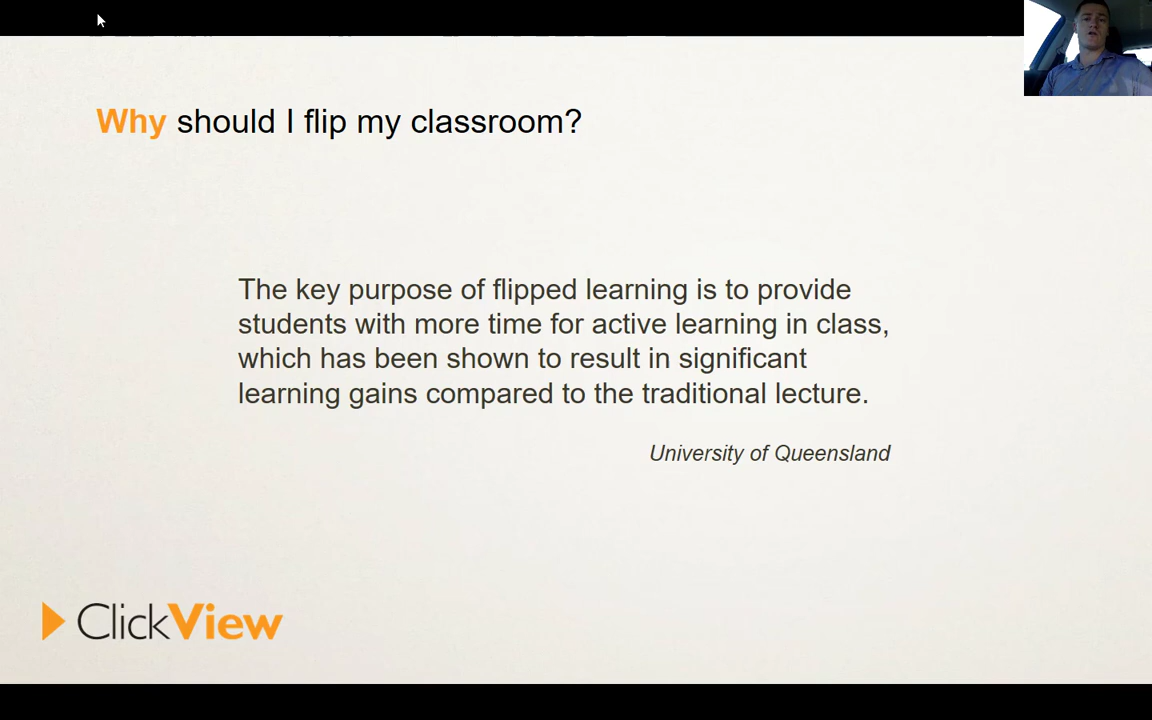 Why should I flip my classroom?
The key purpose of flipped learning is to provide
students with more time for active learning in class,
which has been shown to result in significant
learning gains compared to the traditional lecture.
University of Queensland
ClickView